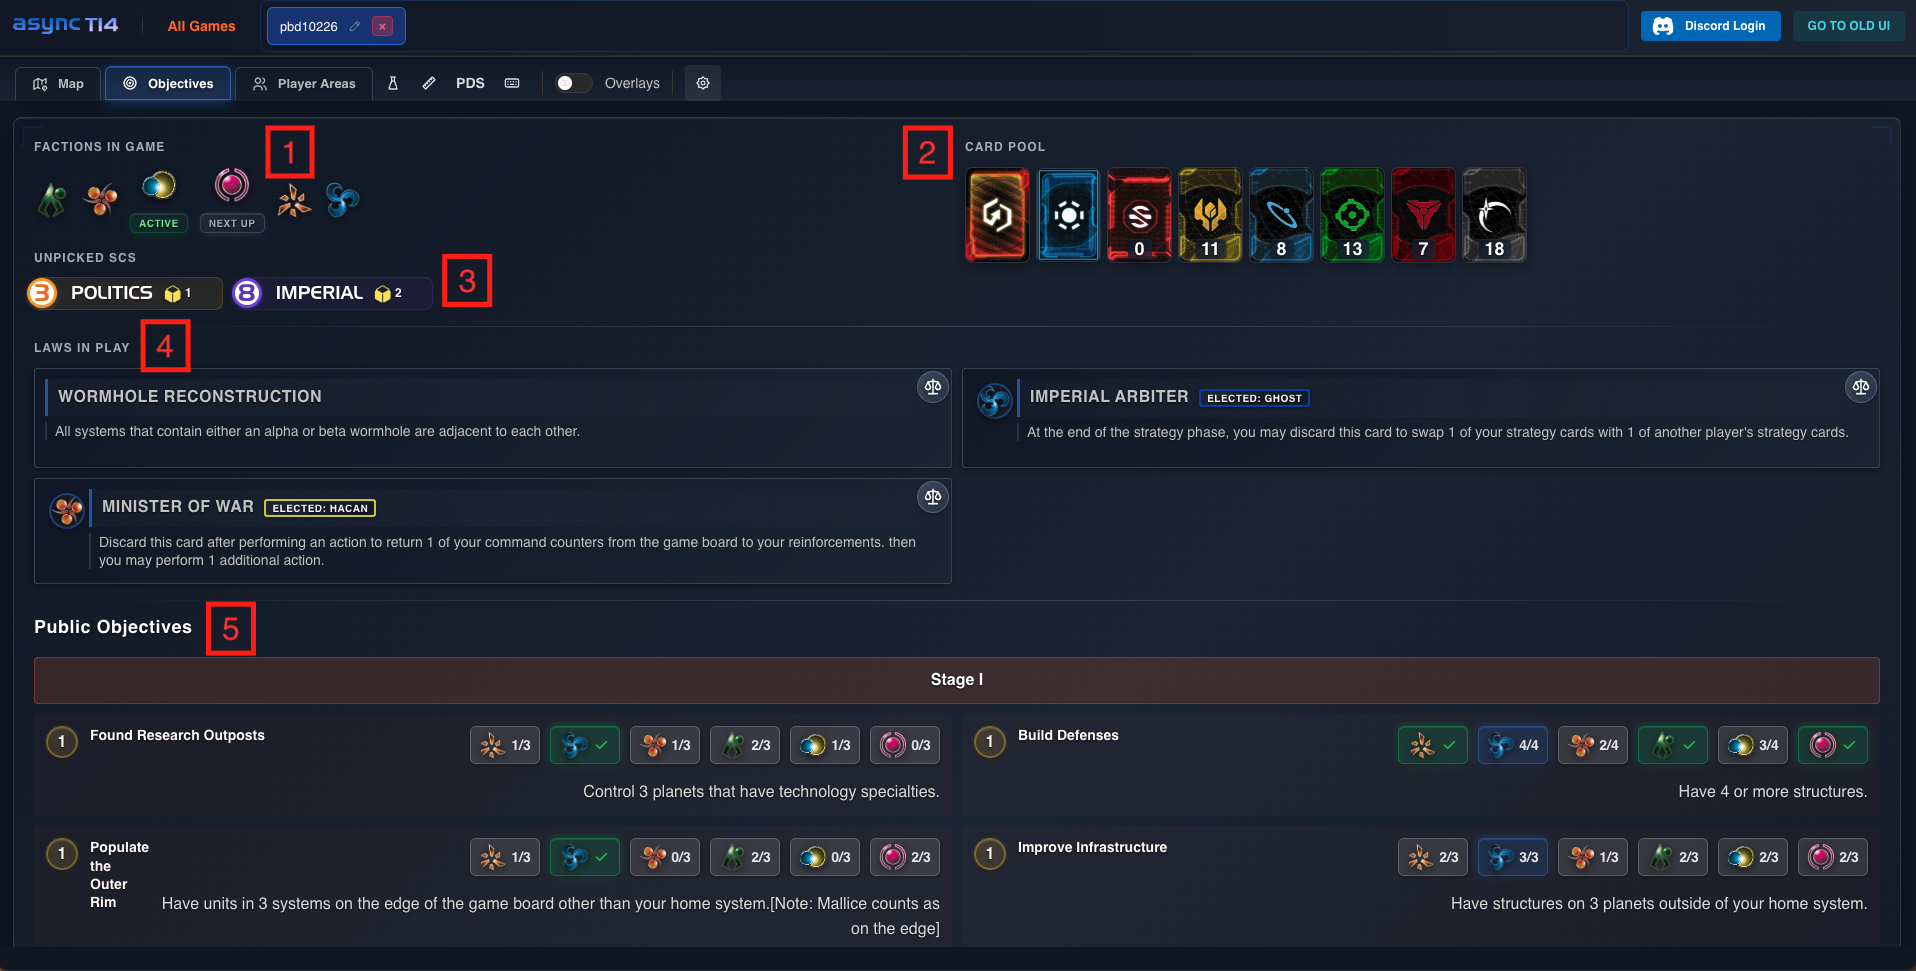 async TI4
All Games
pbd10226
×
Discord Login
GO TO OLD UI
Map
Objectives
Player Areas
PDS
Overlays
FACTIONS IN GAME
1
ACTIVE
NEXT UP
2
CARD POOL
0
11
8
13
7
18
UNPICKED SCS
3 POLITICS 1
8 IMPERIAL 2
3
LAWS IN PLAY
4
WORMHOLE RECONSTRUCTION
All systems that contain either an alpha or beta wormhole are adjacent to each other.
IMPERIAL ARBITER ELECTED: GHOST
At the end of the strategy phase, you may discard this card to swap 1 of your strategy cards with 1 of another player's strategy cards.
MINISTER OF WAR ELECTED: HACAN
Discard this card after performing an action to return 1 of your command counters from the game board to your reinforcements. then
you may perform 1 additional action.
Public Objectives
5
Stage I
1 Found Research Outposts
1/3 1/3 2/3 1/3 0/3
Control 3 planets that have technology specialties.
1 Build Defenses
4/4 2/4 3/4
Have 4 or more structures.
1 Populate
the
Outer
Rim
1/3 0/3 2/3 0/3 2/3
Have units in 3 systems on the edge of the game board other than your home system.[Note: Mallice counts as
on the edge]
1 Improve Infrastructure
2/3 3/3 1/3 2/3 2/3 2/3
Have structures on 3 planets outside of your home system.